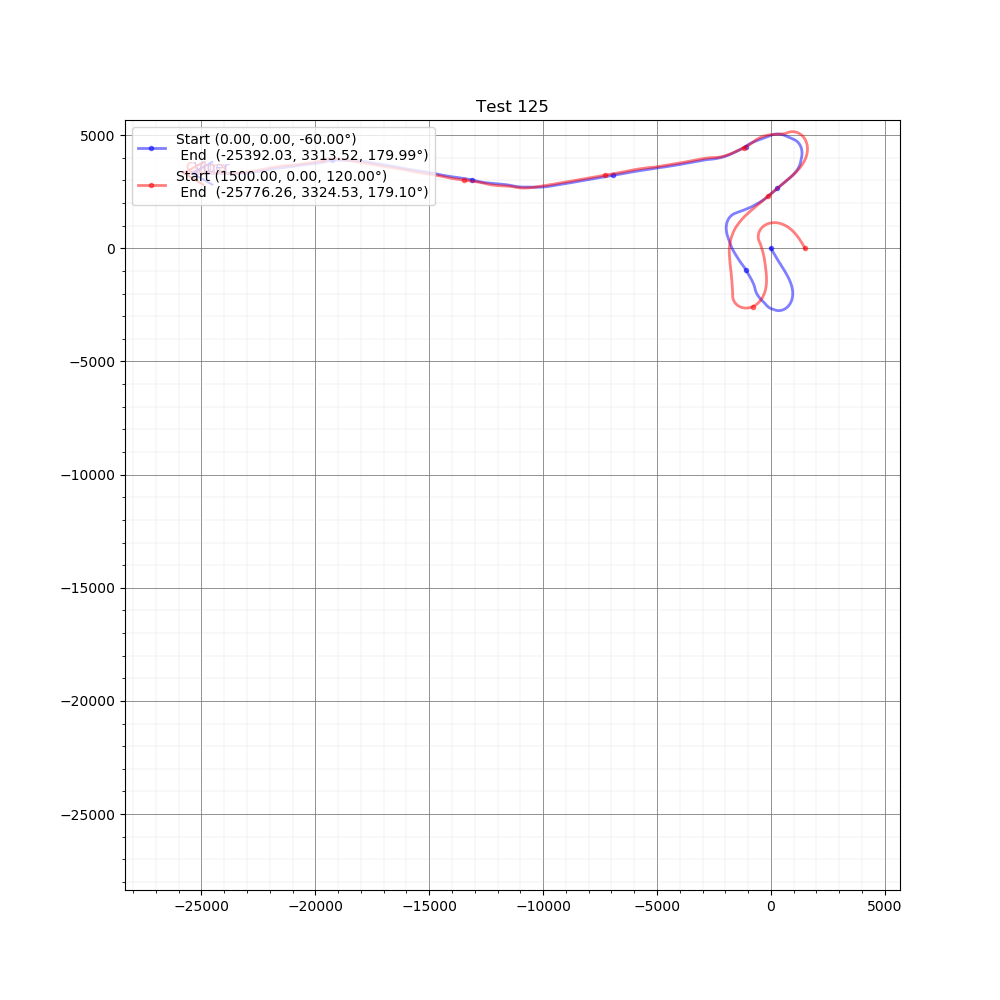 Test 125
Start (0.00, 0.00, -60.00°)
End (-25392.03, 3313.52, 179.99°)
Start (1500.00, 0.00, 120.00°)
End (-25776.26, 3324.53, 179.10°)
5000
0
−5000
−10000
−15000
−20000
−25000
−25000 −20000 −15000 −10000 −5000 0 5000